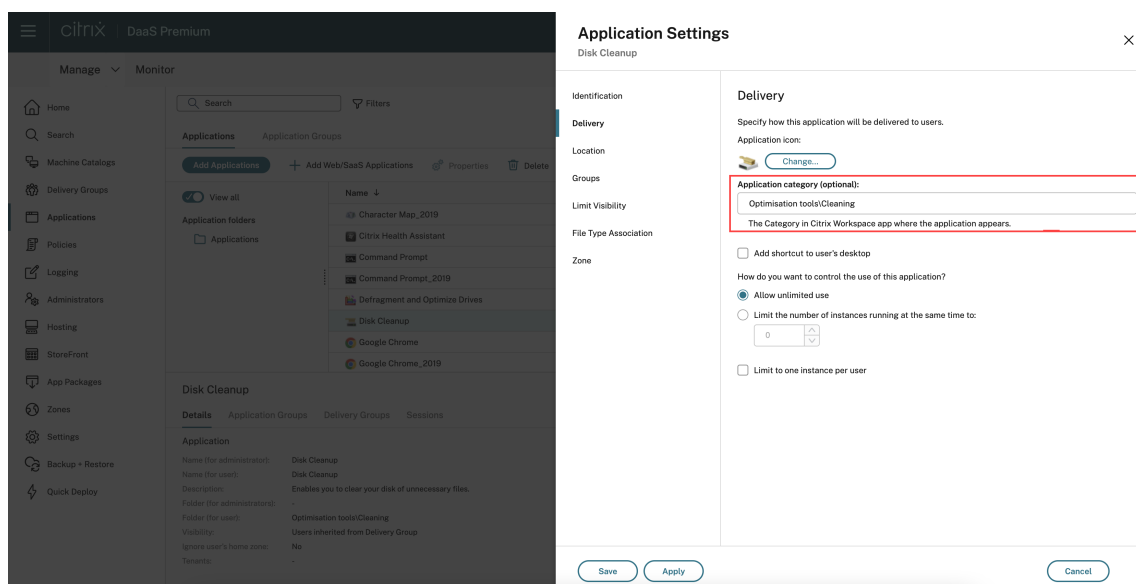 citrix DaaS Premium
Manage Monitor
Home
Search
Machine Catalogs
Delivery Groups
Applications
Policies
Logging
Administrators
Hosting
StoreFront
App Packages
Zones
Settings
Backup + Restore
Quick Deploy
Search Filters
Applications Application Groups
Add Applications Add Web/SaaS Applications Properties Delete
View all
Application folders
Applications
Name ↓
Character Map_2019
Citrix Health Assistant
Command Prompt
Command Prompt_2019
Defragment and Optimize Drives
Disk Cleanup
Google Chrome
Google Chrome_2019
Disk Cleanup
Details Application Groups Delivery Groups Sessions
Application
Name (for administrator): Disk Cleanup
Name (for user): Disk Cleanup
Description: Enables you to clear your disk of unnecessary files.
Folder (for administrators): -
Folder (for user): Optimisation tools\Cleaning
Visibility: Users inherited from Delivery Group
Ignore user's home zone: No
Tenants: -
Application Settings
Disk Cleanup
Identification
Delivery
Location
Groups
Limit Visibility
File Type Association
Zone
Delivery
Specify how this application will be delivered to users.
Application icon:
Change...
Application category (optional):
Optimisation tools\Cleaning
The Category in Citrix Workspace app where the application appears.
Add shortcut to user's desktop
How do you want to control the use of this application?
Allow unlimited use
Limit the number of instances running at the same time to:
0
Limit to one instance per user
Save Apply Cancel